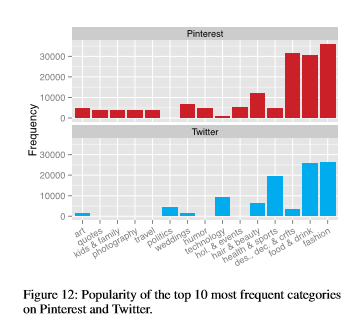 Pinterest
30000
20000
10000
0
Frequency
Twitter
30000
20000
10000
0
art
quotes
kids & family
photography
travel
politics
weddings
humor
technology
hol. & events
hair & beauty
health & sports
des., dec. & crfts
food & drink
fashion
Figure 12: Popularity of the top 10 most frequent categories
on Pinterest and Twitter.